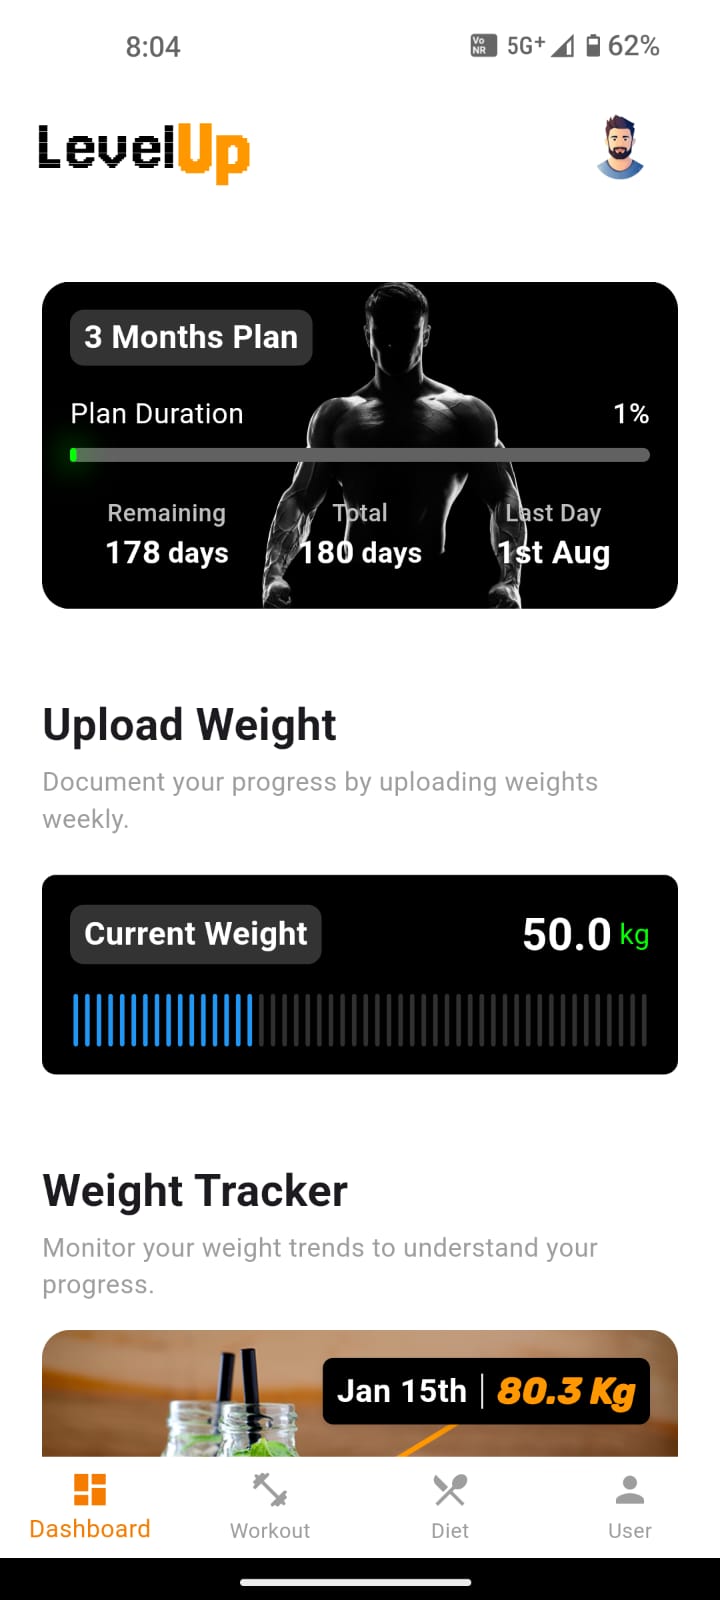 8:04
Vo NR 5G+ 62%
LevelUp
3 Months Plan
Plan Duration 1%
Remaining Total Last Day
178 days 180 days 1st Aug
Upload Weight
Document your progress by uploading weights
weekly.
Current Weight 50.0 kg
Weight Tracker
Monitor your weight trends to understand your
progress.
Jan 15th | 80.3 Kg
Dashboard Workout Diet User